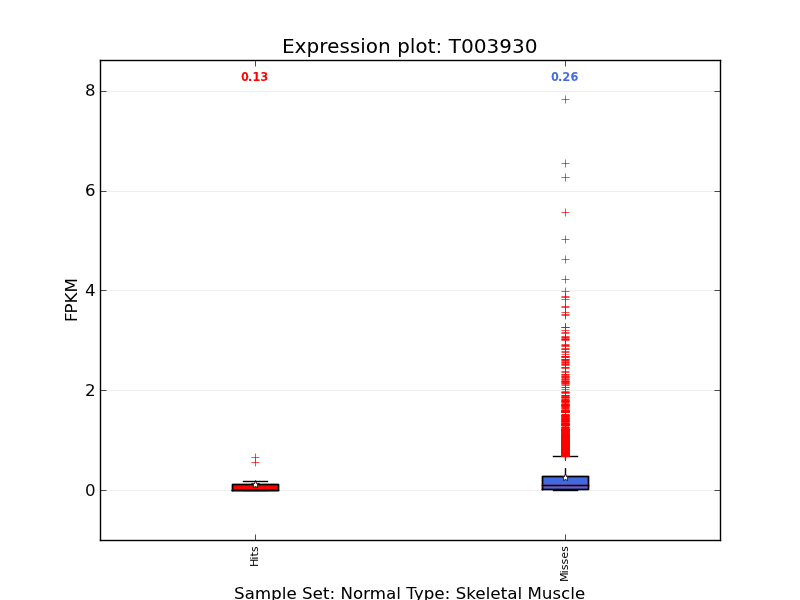 Expression plot: T003930
0.13 0.26
8
6
4
2
0
FPKM
Hits Misses
Sample Set: Normal Type: Skeletal Muscle